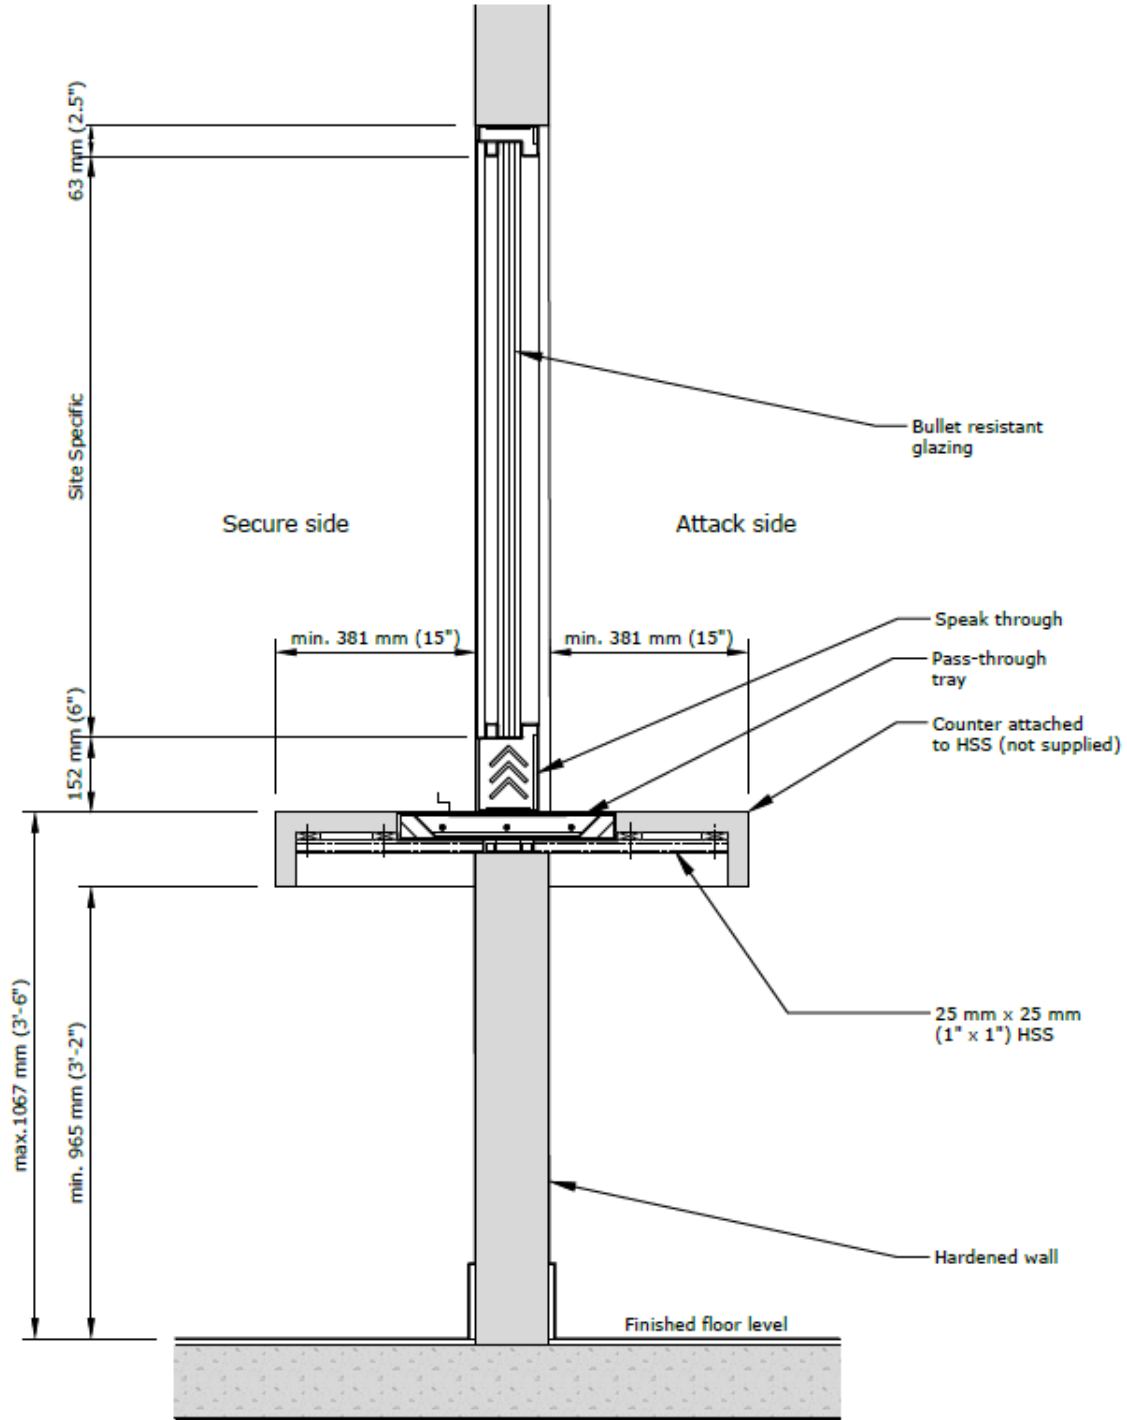 63 mm (2.5")
Site Specific
Bullet resistant
glazing
Secure side
Attack side
min. 381 mm (15")
min. 381 mm (15")
Speak through
Pass-through
tray
Counter attached
to HSS (not supplied)
152 mm (6")
25 mm x 25 mm
(1" x 1") HSS
max.1067 mm (3'-6")
min. 965 mm (3'-2")
Hardened wall
Finished floor level